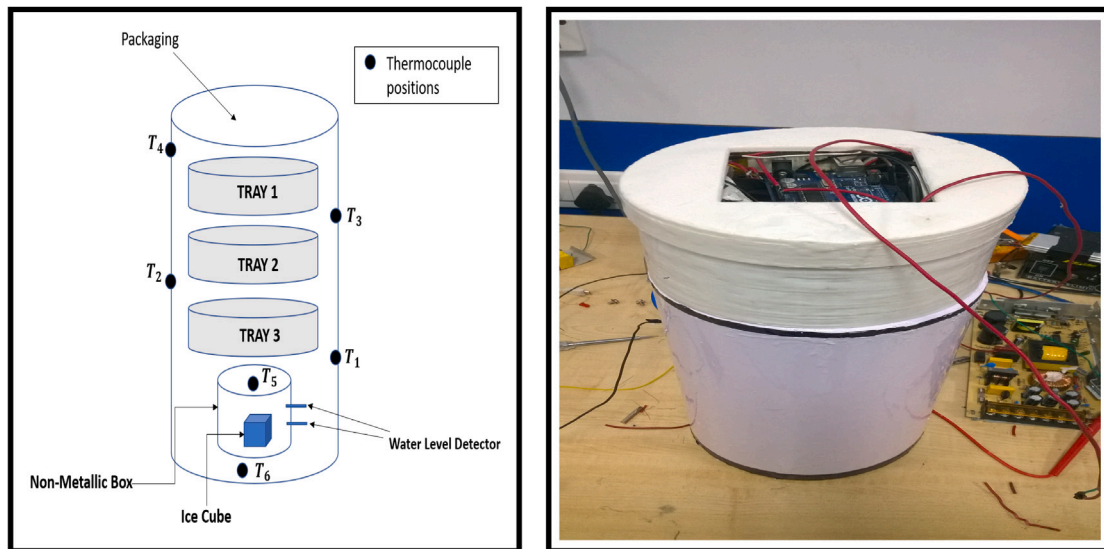 Packaging
Thermocouple
positions
T4
TRAY 1
T3
TRAY 2
T2
TRAY 3
T1
T5
Water Level Detector
T6
Non-Metallic Box
Ice Cube